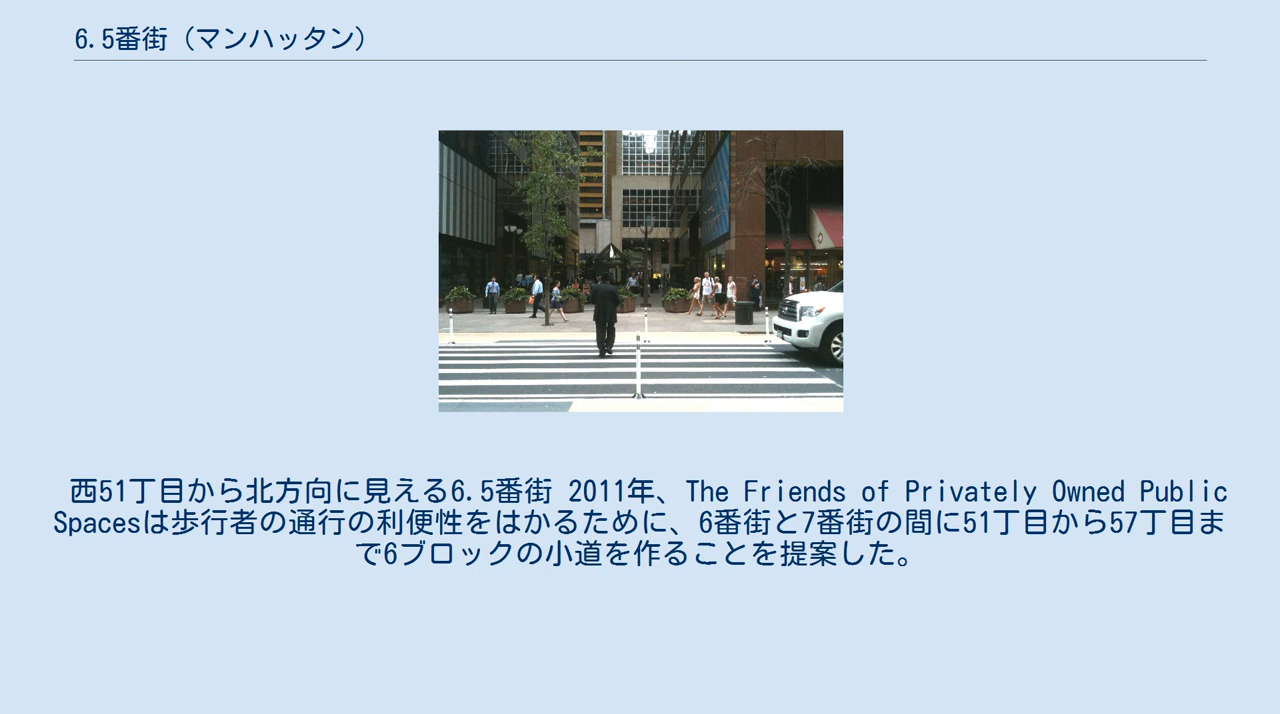 6.5番街（マンハッタン）
西51丁目から北方向に見える6.5番街 2011年、The Friends of Privately Owned Public
Spacesは歩行者の通行の利便性をはかるために、6番街と7番街の間に51丁目から57丁目ま
で6ブロックの小道を作ることを提案した。